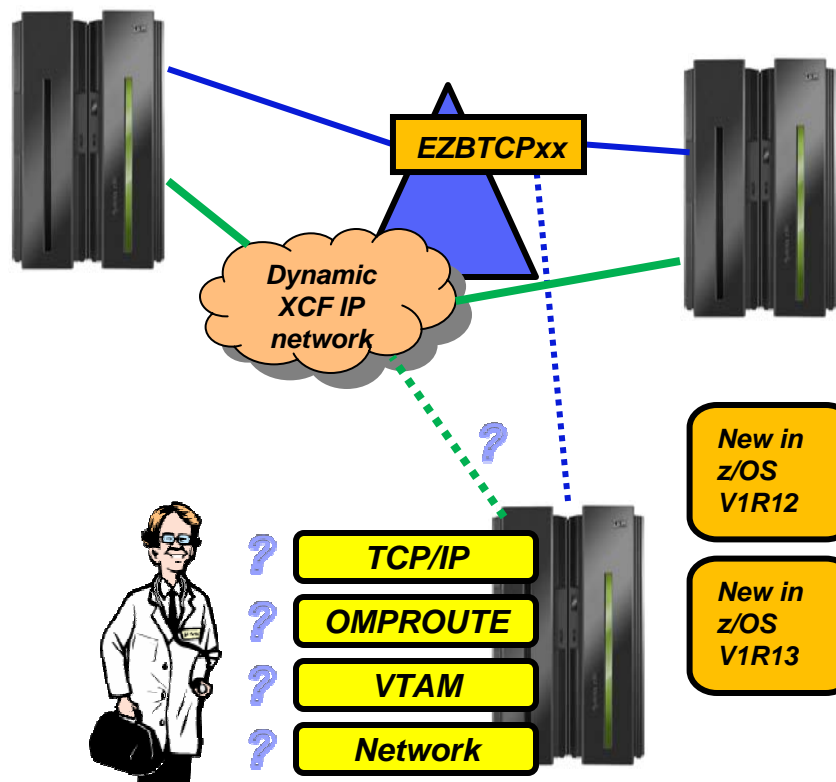 EZBTCPxx
Dynamic
XCF IP
network
?
New in
z/OS
V1R12
? TCP/IP
? OMPROUTE
New in
z/OS
V1R13
? VTAM
? Network